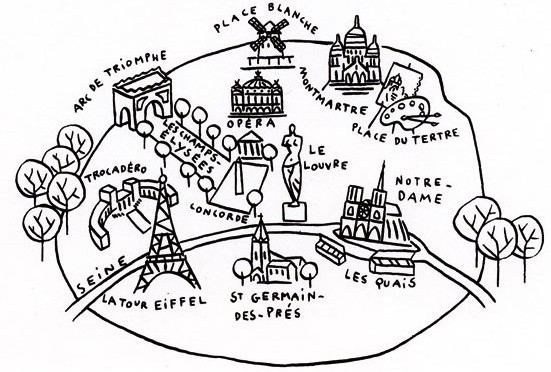 PLACE BLANCHE
ARC DE TRIOMPHE
MONTMARTRE
OPÉRA
PLACE DU TERTRE
LES CHAMPS-
ÉLYSÉES
LE
LOUVRE
TROCADÉRO
CONCORDE
NOTRE-
DAME
SEINE
LA TOUR EIFFEL
ST GERMAIN-
DES-PRÉS
LES QUAIS